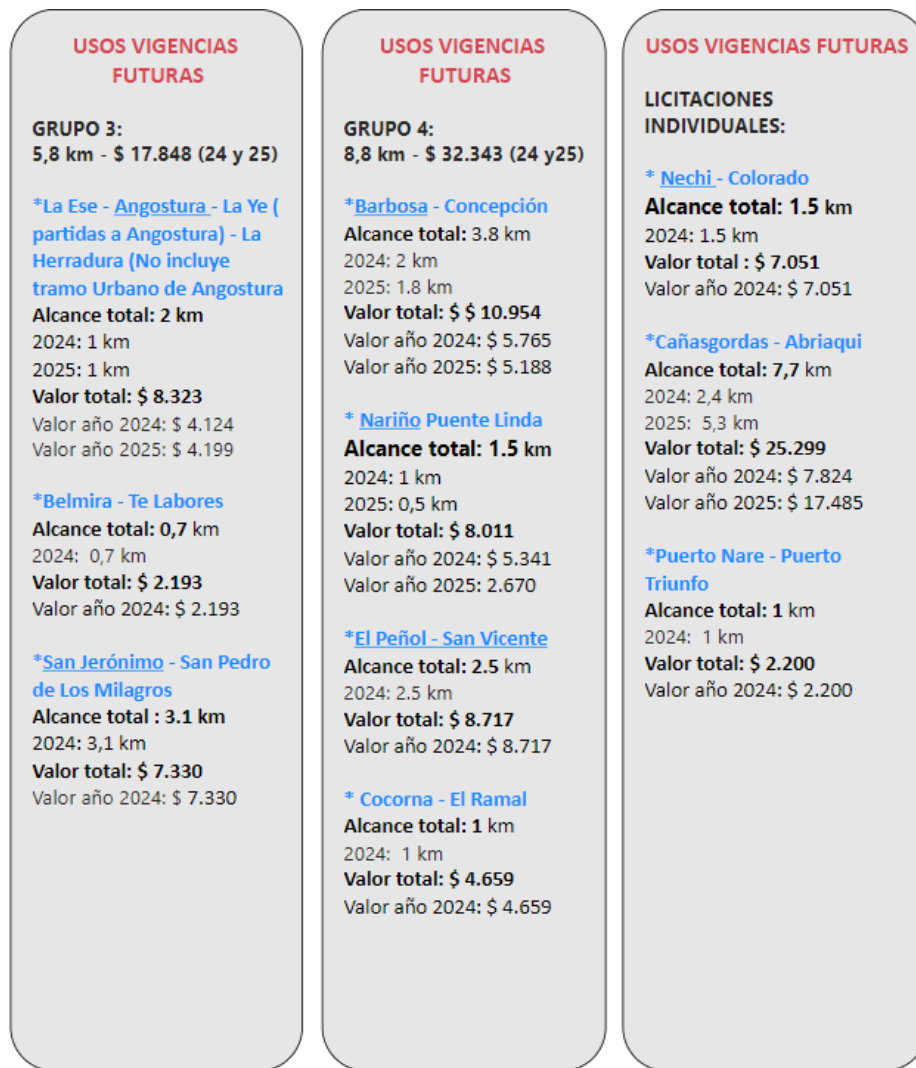 USOS VIGENCIAS
FUTURAS
GRUPO 3:
5,8 km - $ 17.848 (24 y 25)
*La Ese - Angostura - La Ye (
partidas a Angostura) - La
Herradura (No incluye
tramo Urbano de Angostura
Alcance total: 2 km
2024: 1 km
2025: 1 km
Valor total: $ 8.323
Valor año 2024: $ 4.124
Valor año 2025: $ 4.199
*Belmira - Te Labores
Alcance total: 0,7 km
2024: 0,7 km
Valor total: $ 2.193
Valor año 2024: $ 2.193
*San Jerónimo - San Pedro
de Los Milagros
Alcance total : 3.1 km
2024: 3,1 km
Valor total: $ 7.330
Valor año 2024: $ 7.330
USOS VIGENCIAS
FUTURAS
GRUPO 4:
8,8 km - $ 32.343 (24 y25)
*Barbosa - Concepción
Alcance total: 3.8 km
2024: 2 km
2025: 1.8 km
Valor total: $ $ 10.954
Valor año 2024: $ 5.765
Valor año 2025: $ 5.188
* Nariño Puente Linda
Alcance total: 1.5 km
2024: 1 km
2025: 0,5 km
Valor total: $ 8.011
Valor año 2024: $ 5.341
Valor año 2025: 2.670
*El Peñol - San Vicente
Alcance total: 2.5 km
2024: 2.5 km
Valor total: $ 8.717
Valor año 2024: $ 8.717
* Cocorna - El Ramal
Alcance total: 1 km
2024: 1 km
Valor total: $ 4.659
Valor año 2024: $ 4.659
USOS VIGENCIAS FUTURAS
LICITACIONES
INDIVIDUALES:
* Nechi - Colorado
Alcance total: 1.5 km
2024: 1.5 km
Valor total : $ 7.051
Valor año 2024: $ 7.051
*Cañasgordas - Abriaqui
Alcance total: 7,7 km
2024: 2,4 km
2025: 5,3 km
Valor total: $ 25.299
Valor año 2024: $ 7.824
Valor año 2025: $ 17.485
*Puerto Nare - Puerto
Triunfo
Alcance total: 1 km
2024: 1 km
Valor total: $ 2.200
Valor año 2024: $ 2.200